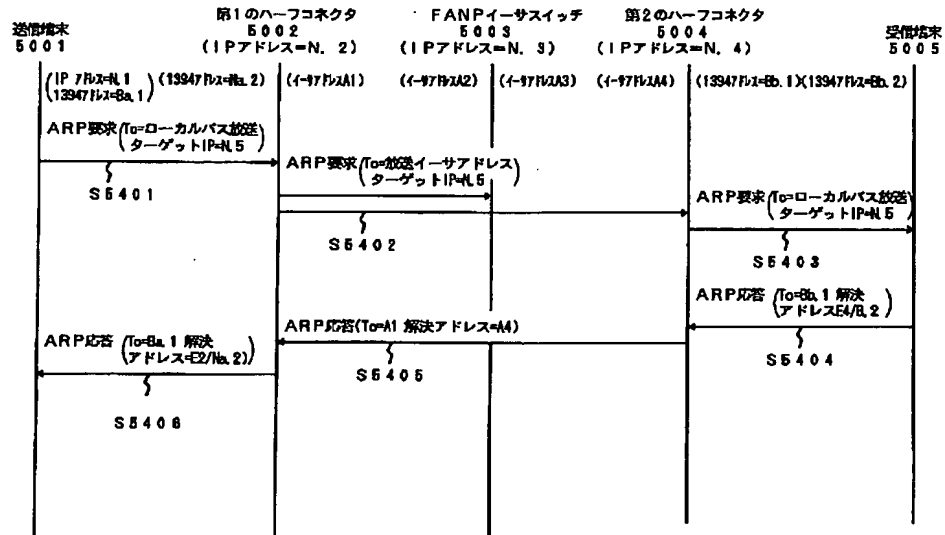 送信端末
5001
第1のハーフコネクタ
5002
(IPアドレス=N. 2)
FANPイーサスイッチ
5003
(IPアドレス=N. 3)
第2のハーフコネクタ
5004
(IPアドレス=N. 4)
受信端末
5005
(IP アドレス=N.1
(1394アドレス=Ba.1)
(1394アドレス=Na.2)
(イーサアドレスA1)
(イーサアドレスA2)
(イーサアドレスA3)
(イーサアドレスA4)
(1394アドレス=Bb.1)
(1394アドレス=Bb.2)
ARP要求(To=ローカルバス放送
ターゲットIP=N.5
S5401
ARP要求(To=放送イーサアドレス)
ターゲットIP=N.5
S5402
ARP要求(To=ローカルバス放送)
ターゲットIP=N.5
S5403
ARP応答 (To=Bb.1 解決
アドレスE4/B.2)
S5404
ARP応答(To=A1 解決アドレス=A4)
S5405
ARP応答 (To=Ba.1 解決
アドレス=E2/Na.2))
S5406